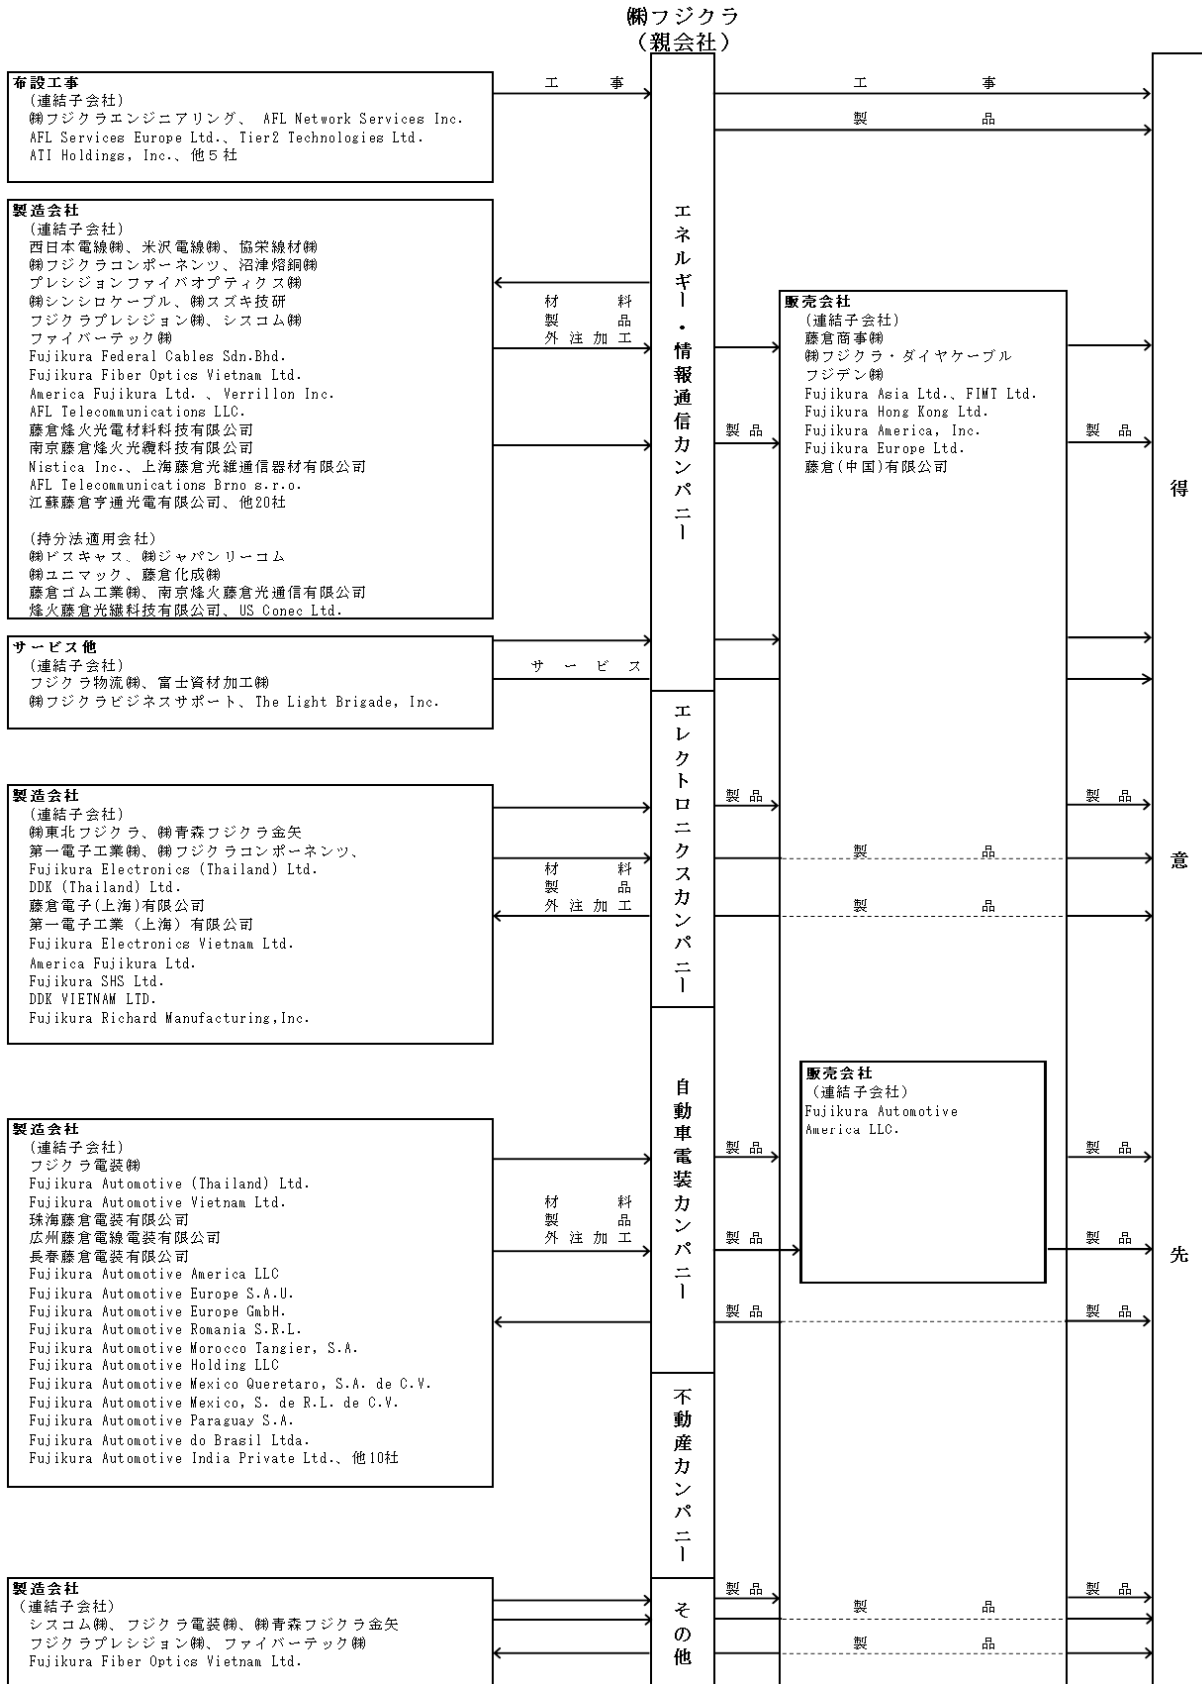 ㈱フジクラ
（親会社）
布設工事
(連結子会社)
㈱フジクラエンジニアリング、 AFL Network Services Inc.
AFL Services Europe Ltd.、Tier2 Technologies Ltd.
ATI Holdings, Inc.、他５社
工事
工事
製品
製造会社
(連結子会社)
西日本電線㈱、米沢電線㈱、協栄線材㈱
㈱フジクラコンポーネンツ、沼津熔銅㈱
プレシジョンファイバオプティクス㈱
㈱シンシロケーブル、㈱スズキ技研
フジクラプレシジョン㈱、シスコム㈱
ファイバーテック㈱
Fujikura Federal Cables Sdn.Bhd.
Fujikura Fiber Optics Vietnam Ltd.
America Fujikura Ltd. 、Verrillon Inc.
AFL Telecommunications LLC.
藤倉烽火光電材料科技有限公司
南京藤倉烽火光纜科技有限公司
Nistica Inc.、上海藤倉光維通信器材有限公司
AFL Telecommunications Brno s.r.o.
江蘇藤倉亨通光電有限公司、他20社
(持分法適用会社)
㈱ビスキャス、㈱ジャパンリーコム
㈱ユニマック、藤倉化成㈱
藤倉ゴム工業㈱、南京烽火藤倉光通信有限公司
烽火藤倉光纖科技有限公司、US Conec Ltd.
材料
製品
外注加工
エネルギー・情報通信カンパニー
製品
販売会社
(連結子会社)
藤倉商事㈱
㈱フジクラ・ダイヤケーブル
フジデン㈱
Fujikura Asia Ltd.、FIMT Ltd.
Fujikura Hong Kong Ltd.
Fujikura America, Inc.
Fujikura Europe Ltd.
藤倉(中国)有限公司
製品
得意先
サービス他
(連結子会社)
フジクラ物流㈱、富士資材加工㈱
㈱フジクラビジネスサポート、The Light Brigade, Inc.
サービス
製造会社
(連結子会社)
㈱東北フジクラ、㈱青森フジクラ金矢
第一電子工業㈱、㈱フジクラコンポーネンツ、
Fujikura Electronics (Thailand) Ltd.
DDK (Thailand) Ltd.
藤倉電子(上海)有限公司
第一電子工業（上海）有限公司
Fujikura Electronics Vietnam Ltd.
America Fujikura Ltd.
Fujikura SHS Ltd.
DDK VIETNAM LTD.
Fujikura Richard Manufacturing,Inc.
材料
製品
外注加工
エレクトロニクスカンパニー
製品
製品
製品
製品
製造会社
(連結子会社)
フジクラ電装㈱
Fujikura Automotive (Thailand) Ltd.
Fujikura Automotive Vietnam Ltd.
珠海藤倉電装有限公司
広州藤倉電線電装有限公司
長春藤倉電装有限公司
Fujikura Automotive America LLC
Fujikura Automotive Europe S.A.U.
Fujikura Automotive Europe GmbH.
Fujikura Automotive Romania S.R.L.
Fujikura Automotive Morocco Tangier, S.A.
Fujikura Automotive Holding LLC
Fujikura Automotive Mexico Queretaro, S.A. de C.V.
Fujikura Automotive Mexico, S. de R.L. de C.V.
Fujikura Automotive Paraguay S.A.
Fujikura Automotive do Brasil Ltda.
Fujikura Automotive India Private Ltd.、他10社
材料
製品
外注加工
自動車電装カンパニー
製品
製品
製品
販売会社
（連結子会社）
Fujikura Automotive
America LLC.
製品
製品
製品
不動産カンパニー
製造会社
（連結子会社）
シスコム㈱、フジクラ電装㈱、㈱青森フジクラ金矢
フジクラプレシジョン㈱、ファイバーテック㈱
Fujikura Fiber Optics Vietnam Ltd.
その他
製品
製品
製品
製品